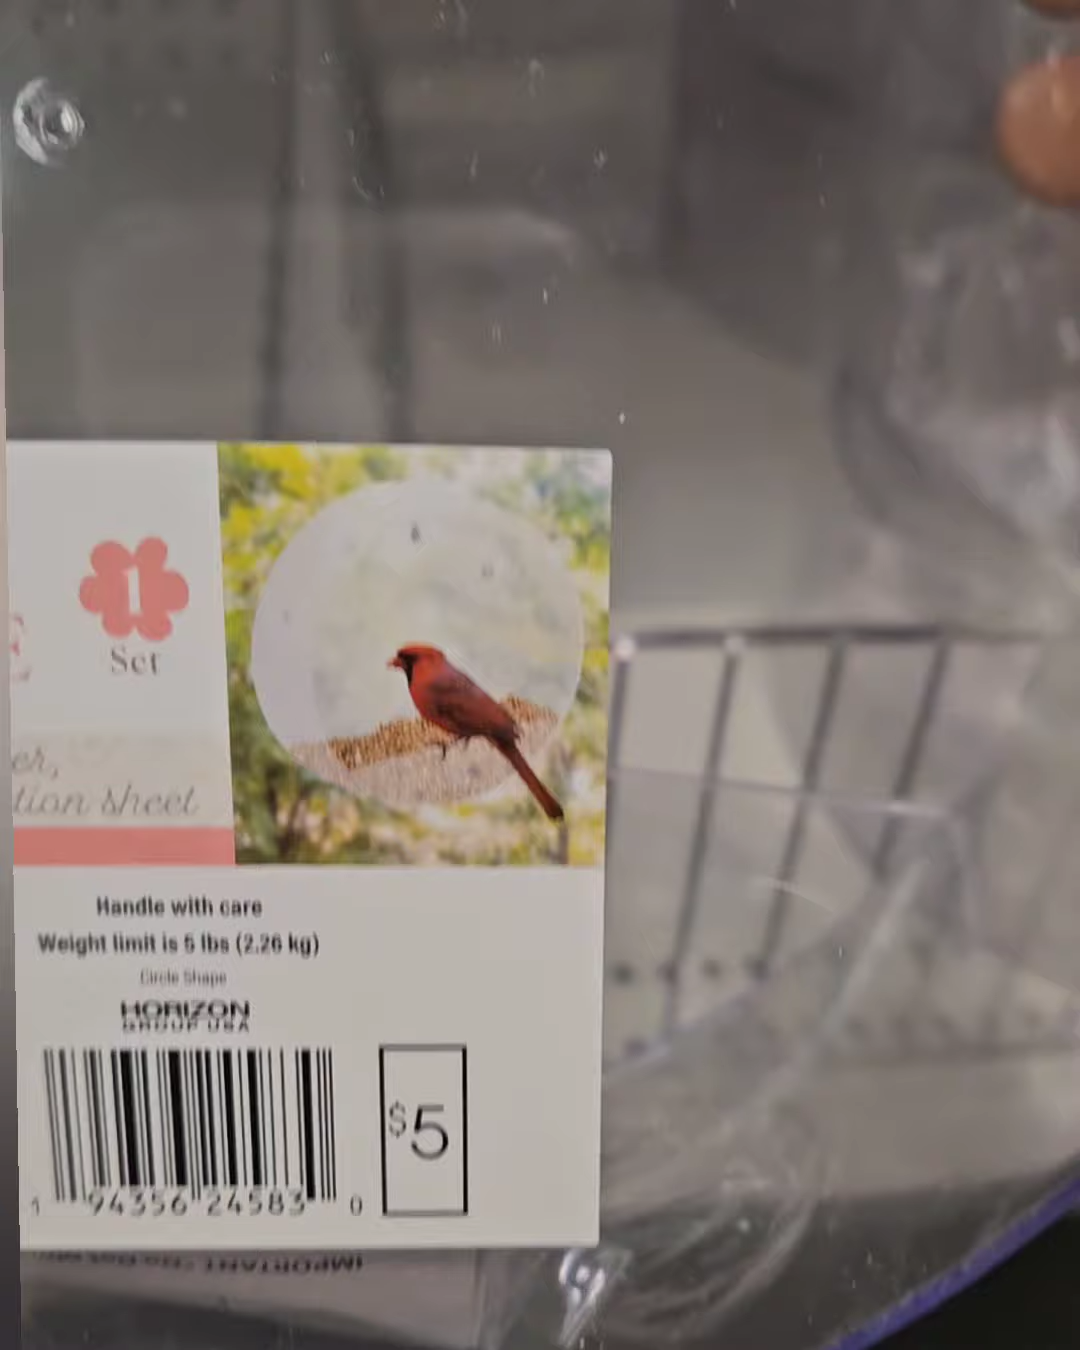 1
Set
er,
tion sheet
Handle with care
Weight limit is 5 lbs (2.26 kg)
Circle Shape
HORIZON
GROUP USA
$5
1 94356 24583 0
IMPORTANT